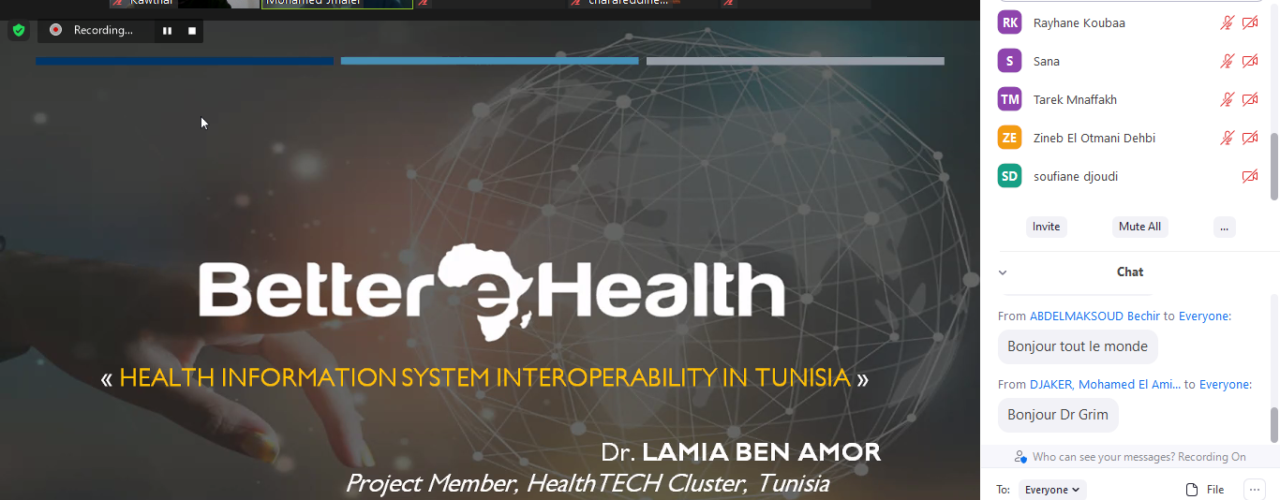 Kawthar
Mohamed Jmaiel
charafeddine...
Recording...
Better eHealth
« HEALTH INFORMATION SYSTEM INTEROPERABILITY IN TUNISIA »
Dr. LAMIA BEN AMOR
Project Member, HealthTECH Cluster, Tunisia
RK Rayhane Koubaa
S Sana
TM Tarek Mnaffakh
ZE Zineb El Otmani Dehbi
SD soufiane djoudi
Invite Mute All ...
Chat
From ABDELMAKSOUD Bechir to Everyone:
Bonjour tout le monde
From DJAKER, Mohamed El Ami... to Everyone:
Bonjour Dr Grim
Who can see your messages? Recording On
To: Everyone File ...